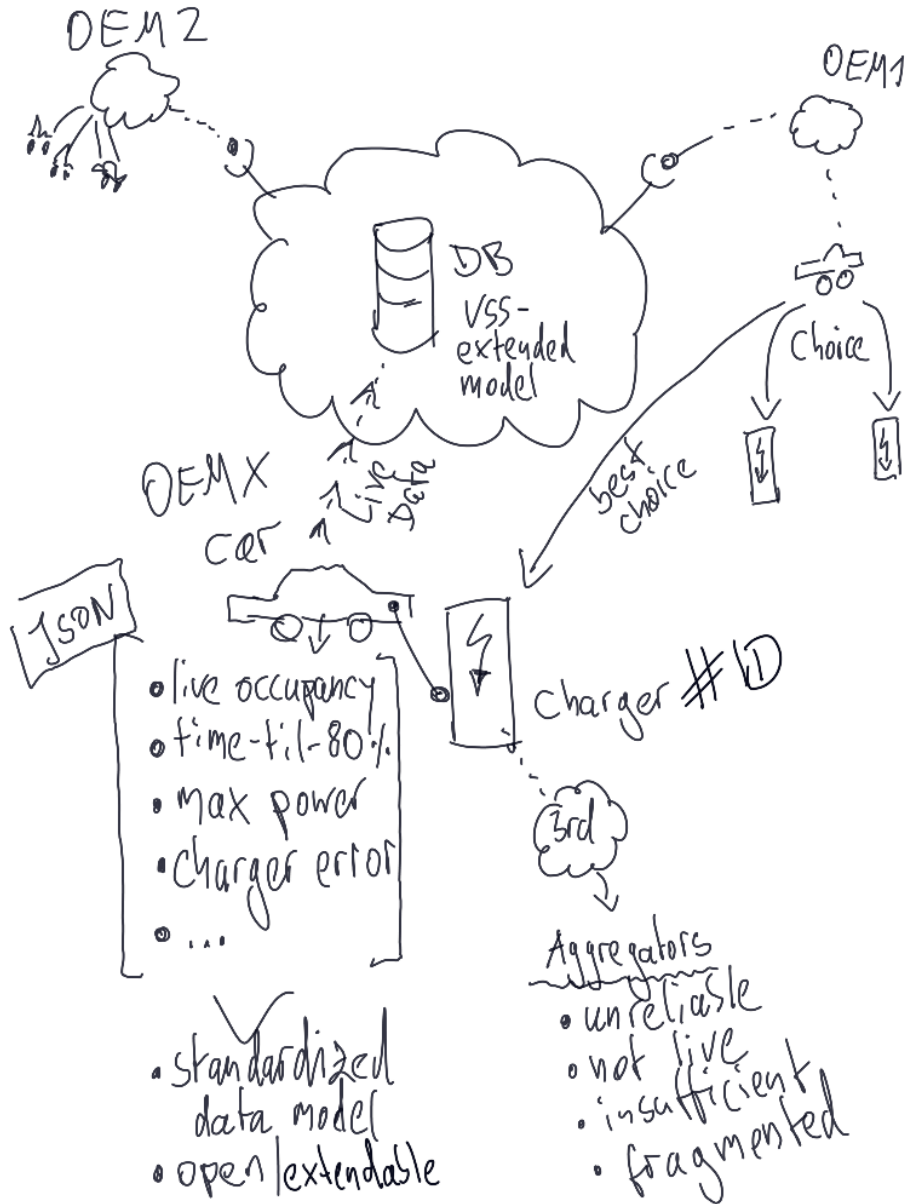 OEM2
OEM1
DB
VSS-
extended
model
Choice
best
choice
OEMX
car
Live
Data
JSON
• live occupancy
• time-til-80%
• max power
• charger error
• ...
Charger #ID
3rd
Aggregators
• unreliable
• not live
• insufficient
• fragmented
• standardized
data model
• open/extendable